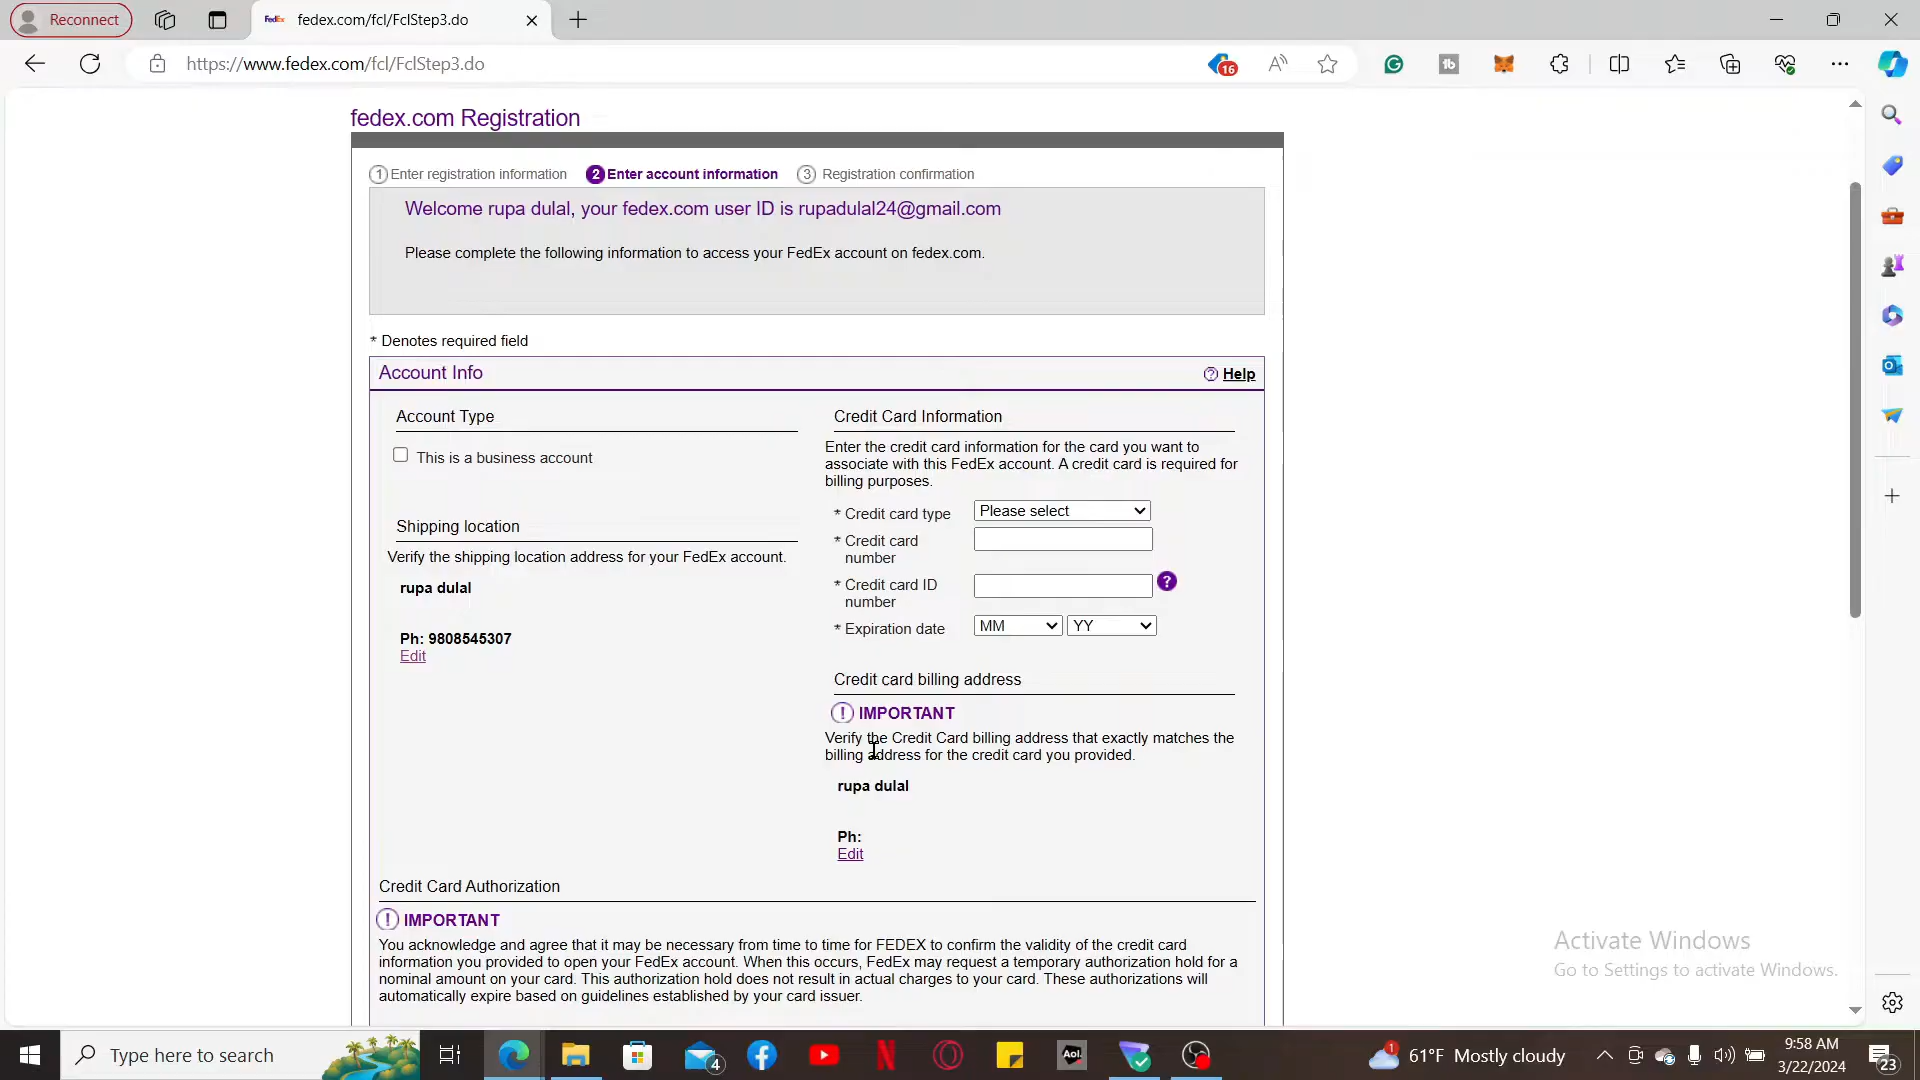 Reconnect
FedEx fedex.com/fcl/FclStep3.do
https://www.fedex.com/fcl/FclStep3.do
16
fedex.com Registration
1 Enter registration information 2 Enter account information 3 Registration confirmation
Welcome rupa dulal, your fedex.com user ID is rupadulal24@gmail.com
Please complete the following information to access your FedEx account on fedex.com.
* Denotes required field
Account Info
? Help
Account Type
This is a business account
Shipping location
Verify the shipping location address for your FedEx account.
rupa dulal
Ph: 9808545307
Edit
Credit Card Information
Enter the credit card information for the card you want to
associate with this FedEx account. A credit card is required for
billing purposes.
* Credit card type Please select
* Credit card
number
* Credit card ID
number
?
* Expiration date MM YY
Credit card billing address
! IMPORTANT
Verify the Credit Card billing address that exactly matches the
billing address for the credit card you provided.
rupa dulal
Ph:
Edit
Credit Card Authorization
! IMPORTANT
You acknowledge and agree that it may be necessary from time to time for FEDEX to confirm the validity of the credit card
information you provided to open your FedEx account. When this occurs, FedEx may request a temporary authorization hold for a
nominal amount on your card. This authorization hold does not result in actual charges to your card. These authorizations will
automatically expire based on guidelines established by your card issuer.
Activate Windows
Go to Settings to activate Windows.
Type here to search
4
Aol.
1
61°F Mostly cloudy
9:58 AM
3/22/2024
23